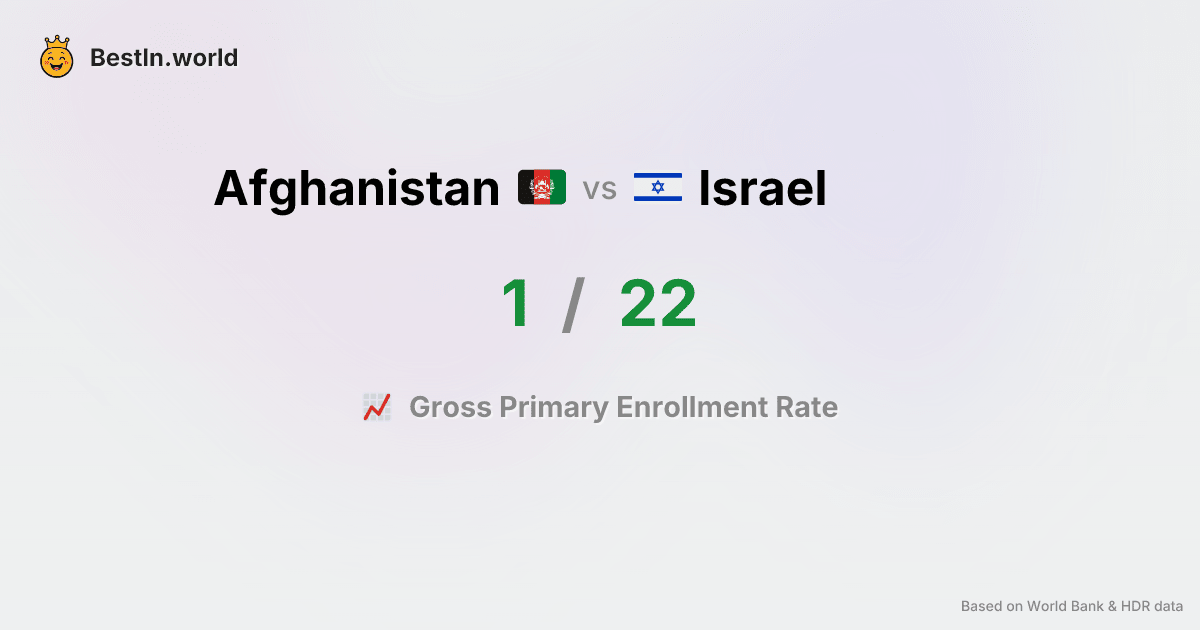 BestIn.world
Afghanistan vs Israel
1 / 22
Gross Primary Enrollment Rate
Based on World Bank & HDR data